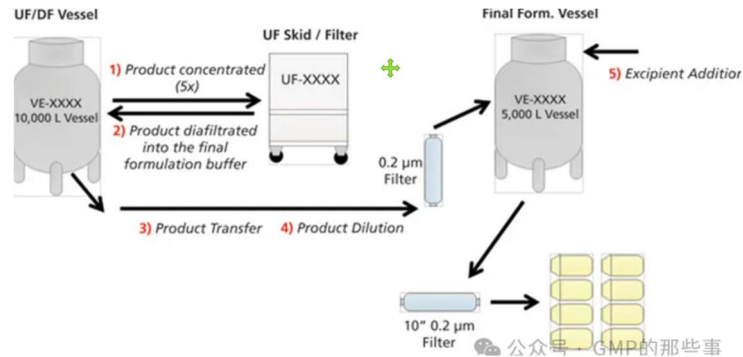 UF/DF Vessel
Final Form. Vessel
UF Skid / Filter
1) Product concentrated
(5x)
UF-XXXX
5) Excipient Addition
VE-XXXX
10,000 L Vessel
VE-XXXX
5,000 L Vessel
2) Product diafiltrated
into the final
formulation buffer
0.2 μm
Filter
3) Product Transfer
4) Product Dilution
10" 0.2 μm
Filter
公众号 · GMP的那些事